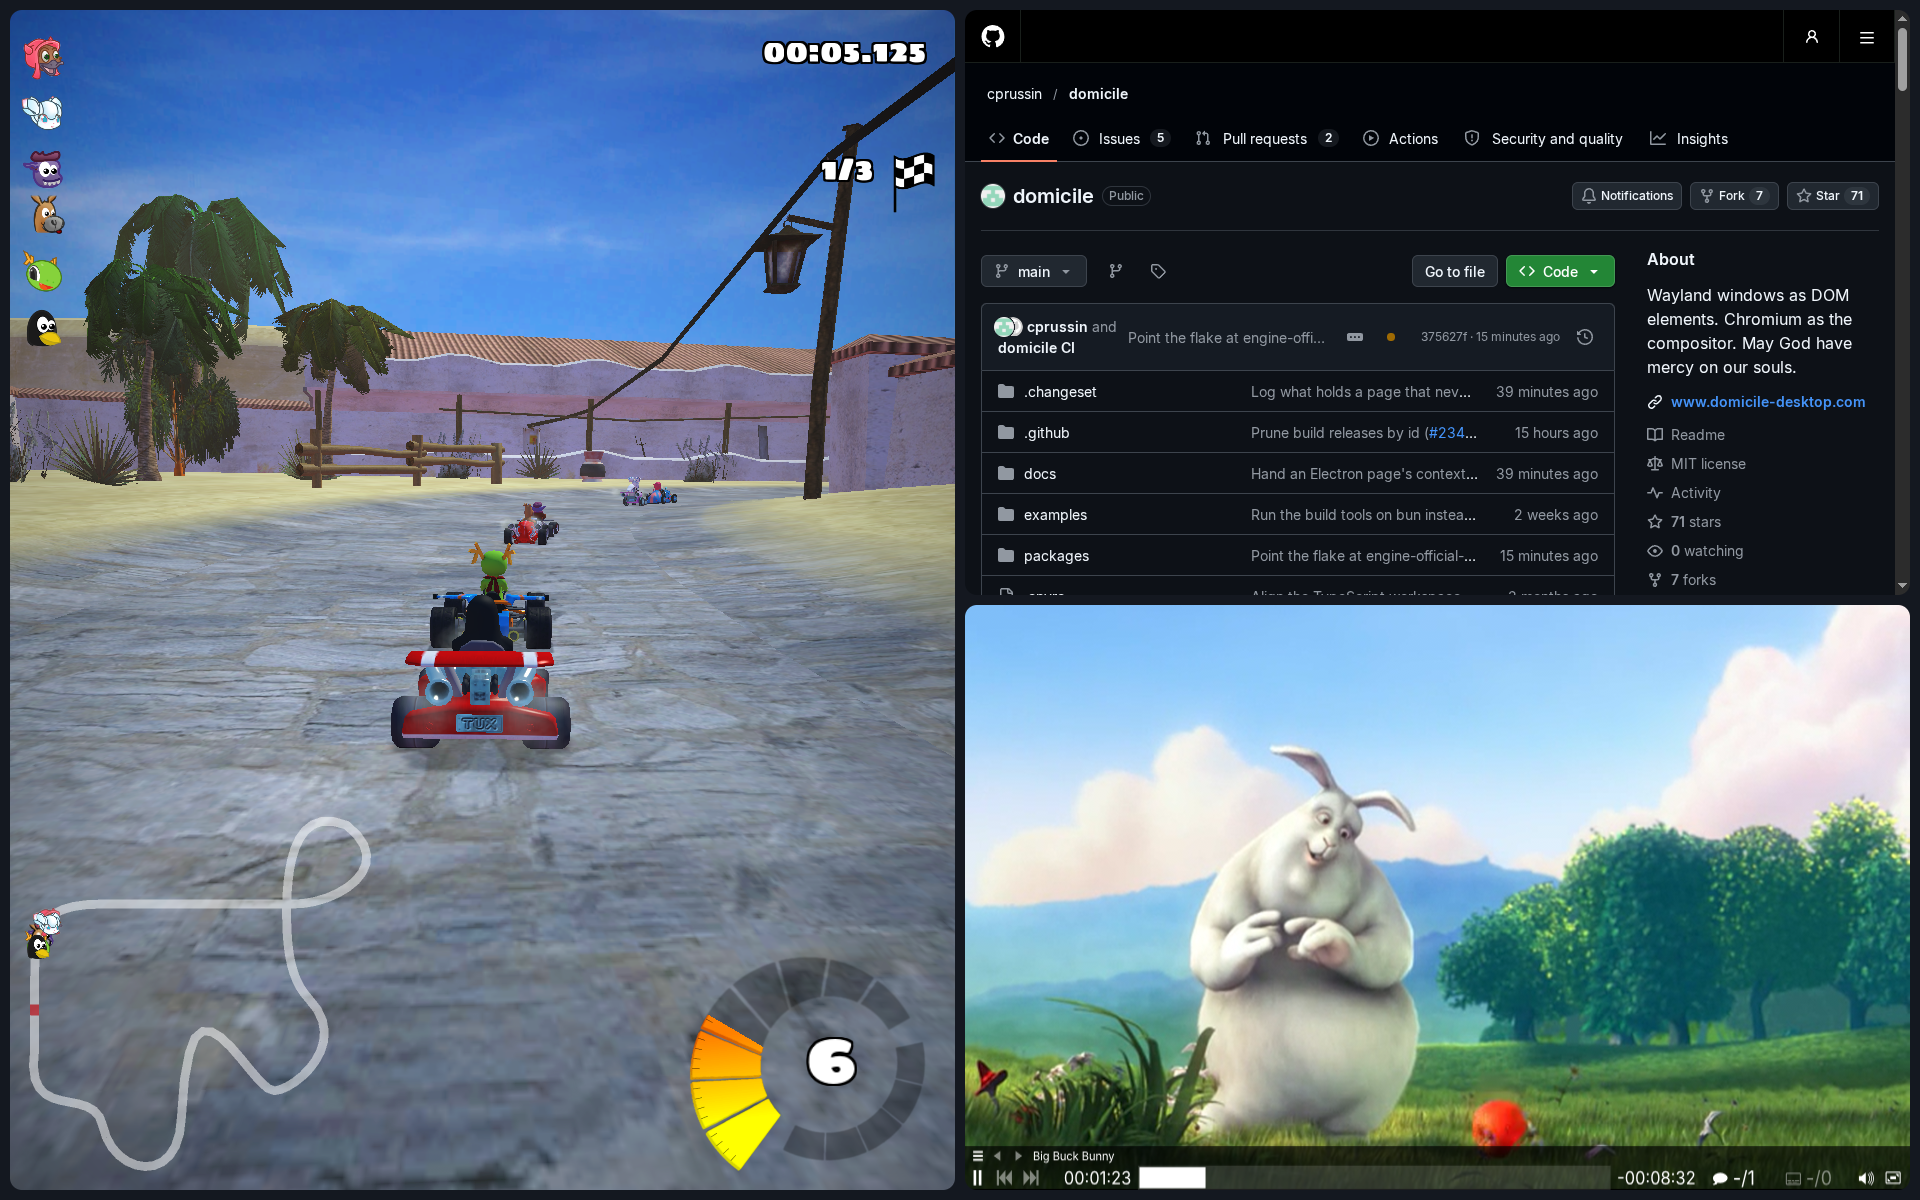 00:05.125
1/3
TUX
6
cprussin / domicile
Code
Issues 5
Pull requests 2
Actions
Security and quality
Insights
domicile Public
Notifications
Fork 7
Star 71
main
Go to file
Code
cprussin and
domicile CI
Point the flake at engine-offi...
375627f · 15 minutes ago
.changeset Log what holds a page that nev... 39 minutes ago
.github Prune build releases by id (#234... 15 hours ago
docs Hand an Electron page's context... 39 minutes ago
examples Run the build tools on bun instea... 2 weeks ago
packages Point the flake at engine-official-... 15 minutes ago
About
Wayland windows as DOM
elements. Chromium as the
compositor. May God have
mercy on our souls.
www.domicile-desktop.com
Readme
MIT license
Activity
71 stars
0 watching
7 forks
Big Buck Bunny
00:01:23
-00:08:32
-/1
-/0